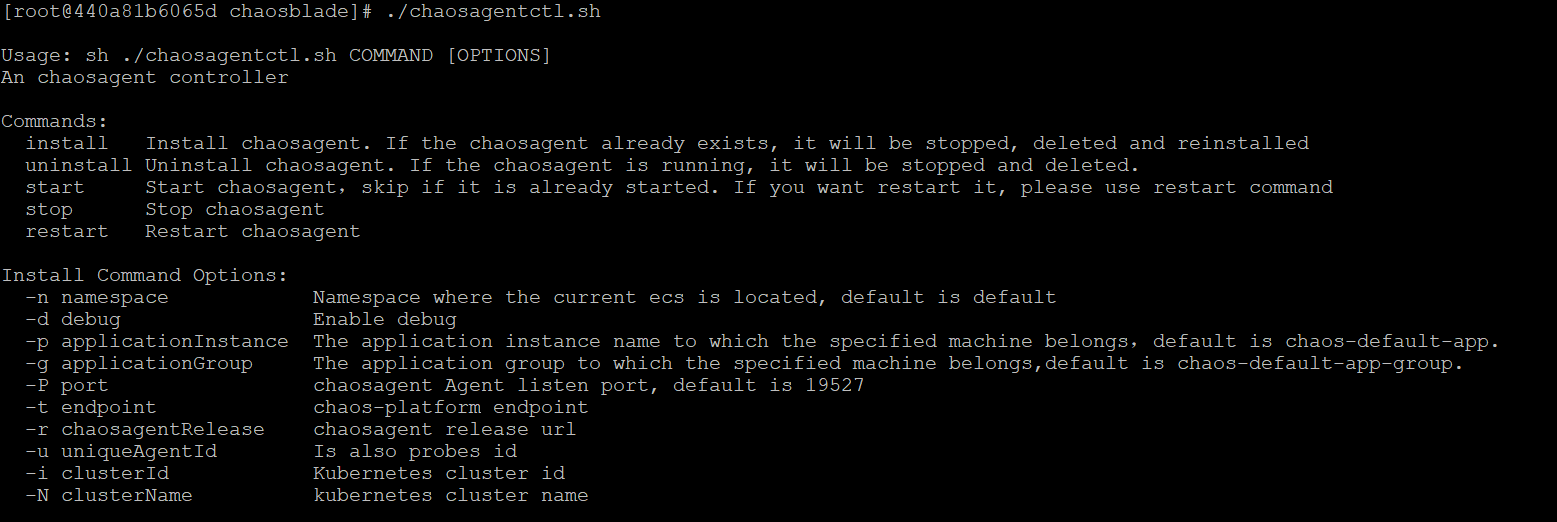 [root@440a81b6065d chaosblade]# ./chaosagentctl.sh
Usage: sh ./chaosagentctl.sh COMMAND [OPTIONS]
An chaosagent controller
Commands:
install   Install chaosagent. If the chaosagent already exists, it will be stopped, deleted and reinstalled
uninstall Uninstall chaosagent. If the chaosagent is running, it will be stopped and deleted.
start     Start chaosagent，skip if it is already started. If you want restart it, please use restart command
stop      Stop chaosagent
restart   Restart chaosagent
Install Command Options:
-n namespace            Namespace where the current ecs is located, default is default
-d debug                Enable debug
-p applicationInstance  The application instance name to which the specified machine belongs，default is chaos-default-app.
-g applicationGroup     The application group to which the specified machine belongs,default is chaos-default-app-group.
-P port                 chaosagent Agent listen port, default is 19527
-t endpoint             chaos-platform endpoint
-r chaosagentRelease    chaosagent release url
-u uniqueAgentId        Is also probes id
-i clusterId            Kubernetes cluster id
-N clusterName          kubernetes cluster name